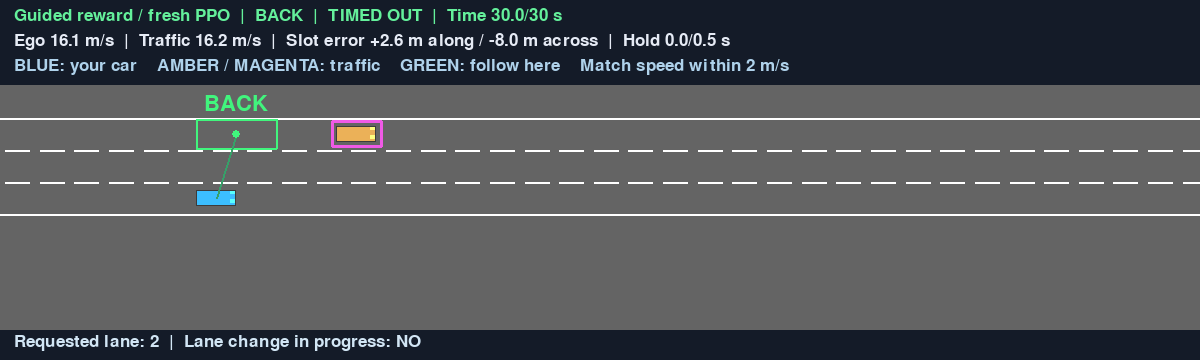 Guided reward / fresh PPO | BACK | TIMED OUT | Time 30.0/30 s
Ego 16.1 m/s | Traffic 16.2 m/s | Slot error +2.6 m along / -8.0 m across | Hold 0.0/0.5 s
BLUE: your car AMBER / MAGENTA: traffic GREEN: follow here Match speed within 2 m/s
BACK
Requested lane: 2 | Lane change in progress: NO